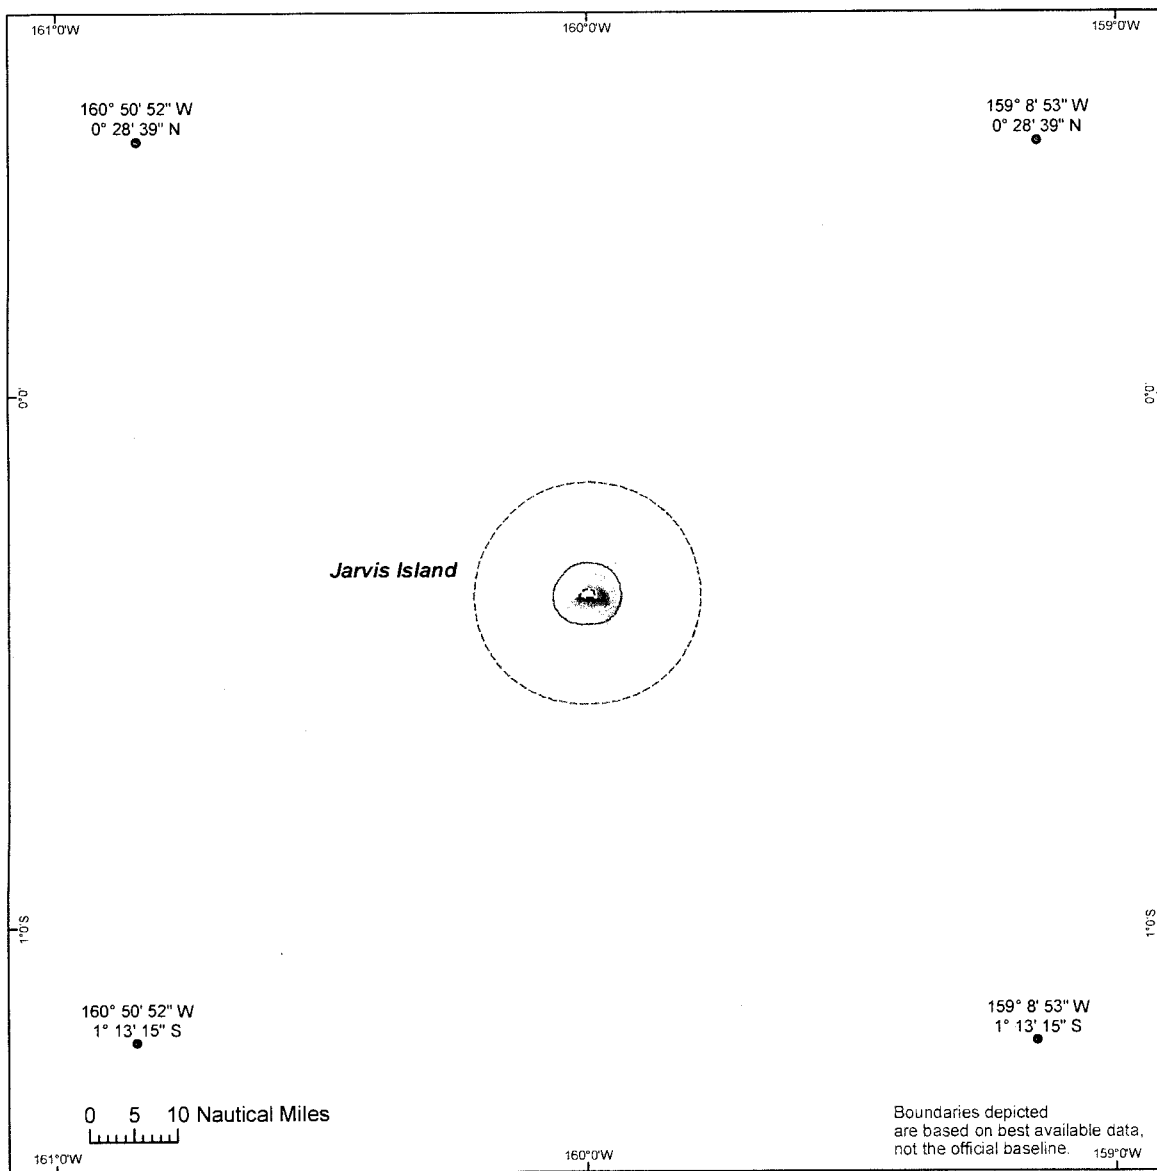 161°0'W
160°0'W
159°0'W
160° 50' 52" W
0° 28' 39" N
159° 8' 53" W
0° 28' 39" N
0°0'
0°0'
Jarvis Island
1°0'S
1°0'S
160° 50' 52" W
1° 13' 15" S
159° 8' 53" W
1° 13' 15" S
0 5 10 Nautical Miles
Boundaries depicted
are based on best available data,
not the official baseline.
161°0'W
160°0'W
159°0'W